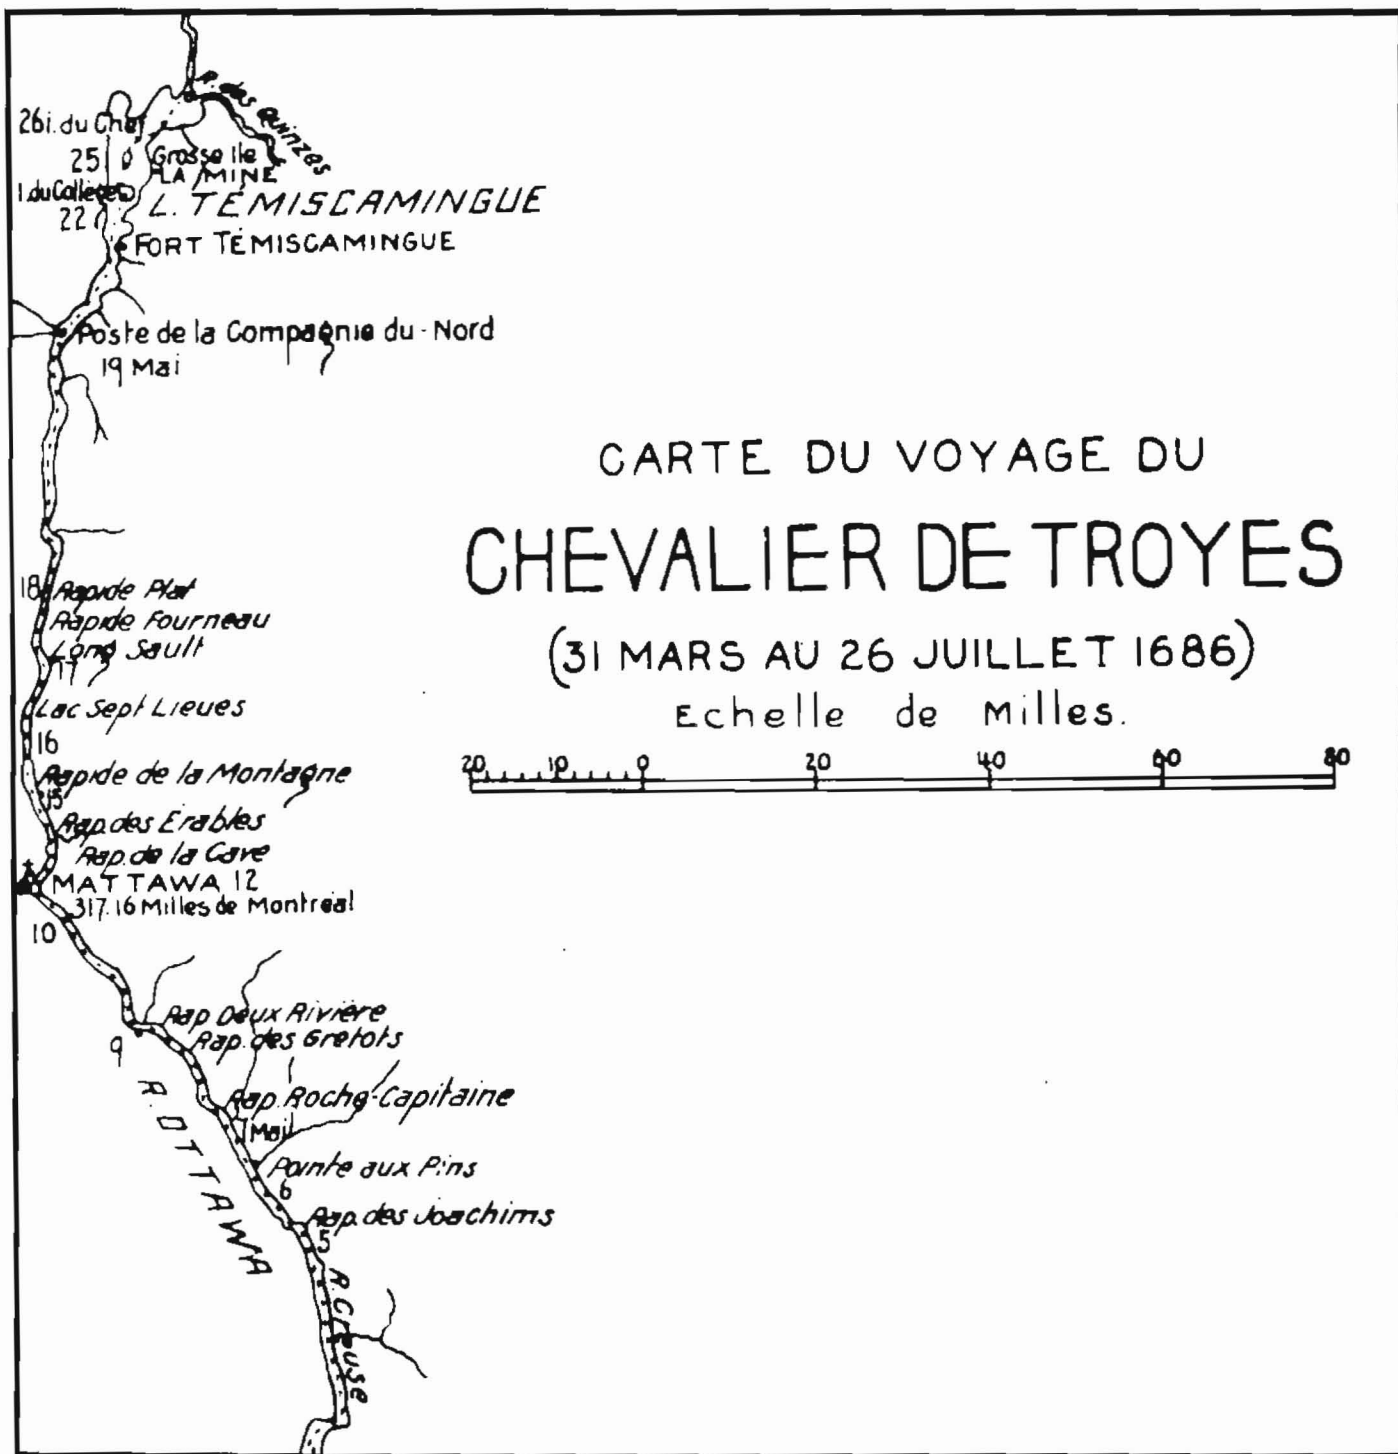 R. des Quinzes
26 i. du Chef
25
Grosse Ile
LA MINE
I. du Collège
22
L. TÉMISCAMINGUE
FORT TÉMISCAMINGUE
Poste de la Compagnie du-Nord
19 Mai
CARTE DU VOYAGE DU
CHEVALIER DE TROYES
(31 MARS AU 26 JUILLET 1686)
Echelle de Milles.
20 10 0 20 40 60 80
18 Rapide Plat
Rapide Fourneau
Long Sault
17
Lac Sept Lieues
16
Rapide de la Montagne
15
Rap. des Erables
Rap. de la Cave
MATTAWA 12
317.16 Milles de Montréal
10
Rap Deux Rivière
9
Rap. des Gretots
R. OTTAWA
Rap. Roche-Capitaine
7 Mai
Pointe aux Pins
6
Rap. des Joachims
5
R. Creuse